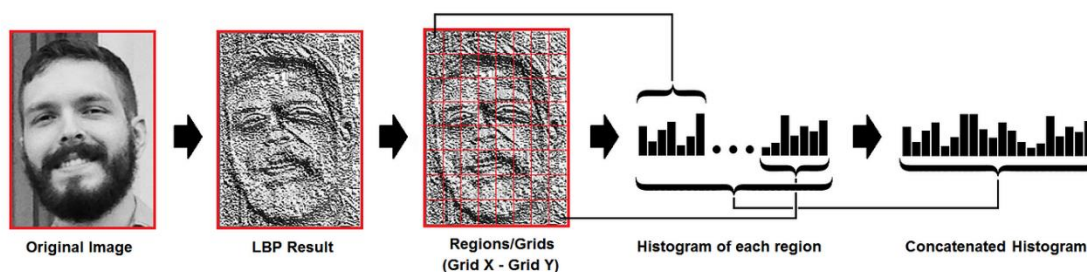 Original Image
LBP Result
Regions/Grids
(Grid X - Grid Y)
Histogram of each region
Concatenated Histogram